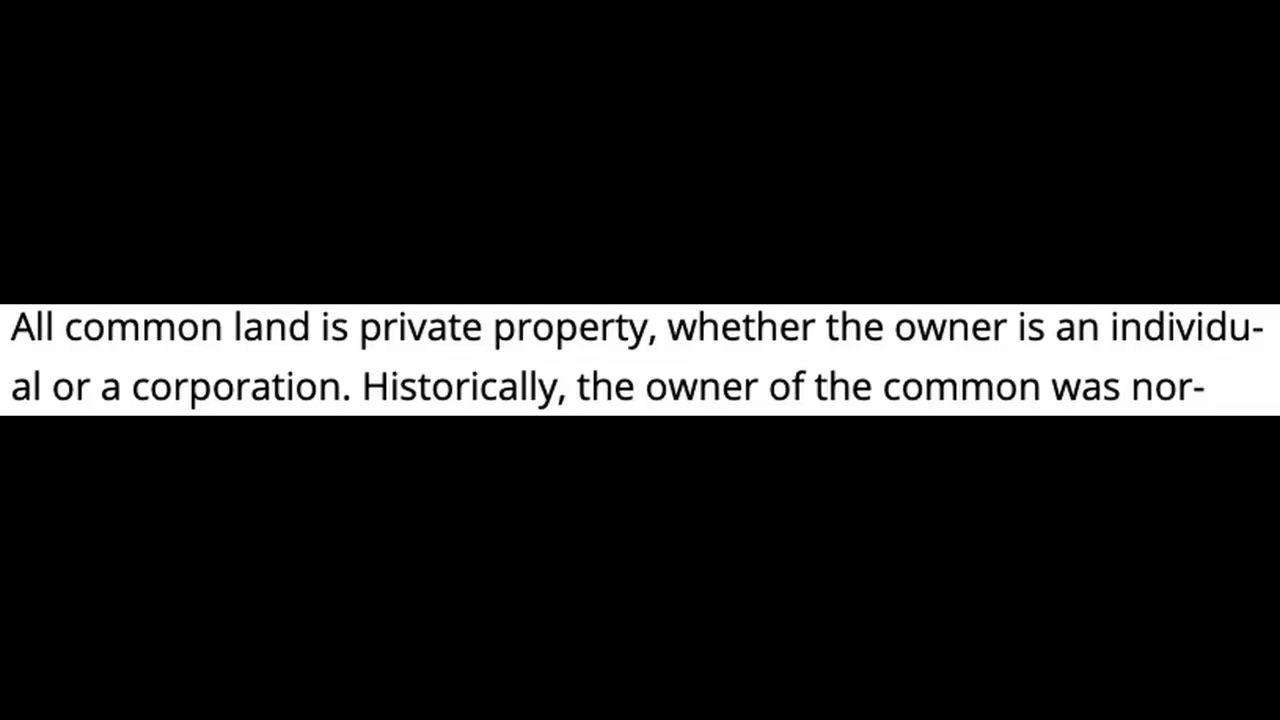 All common land is private property, whether the owner is an individu-
al or a corporation. Historically, the owner of the common was nor-